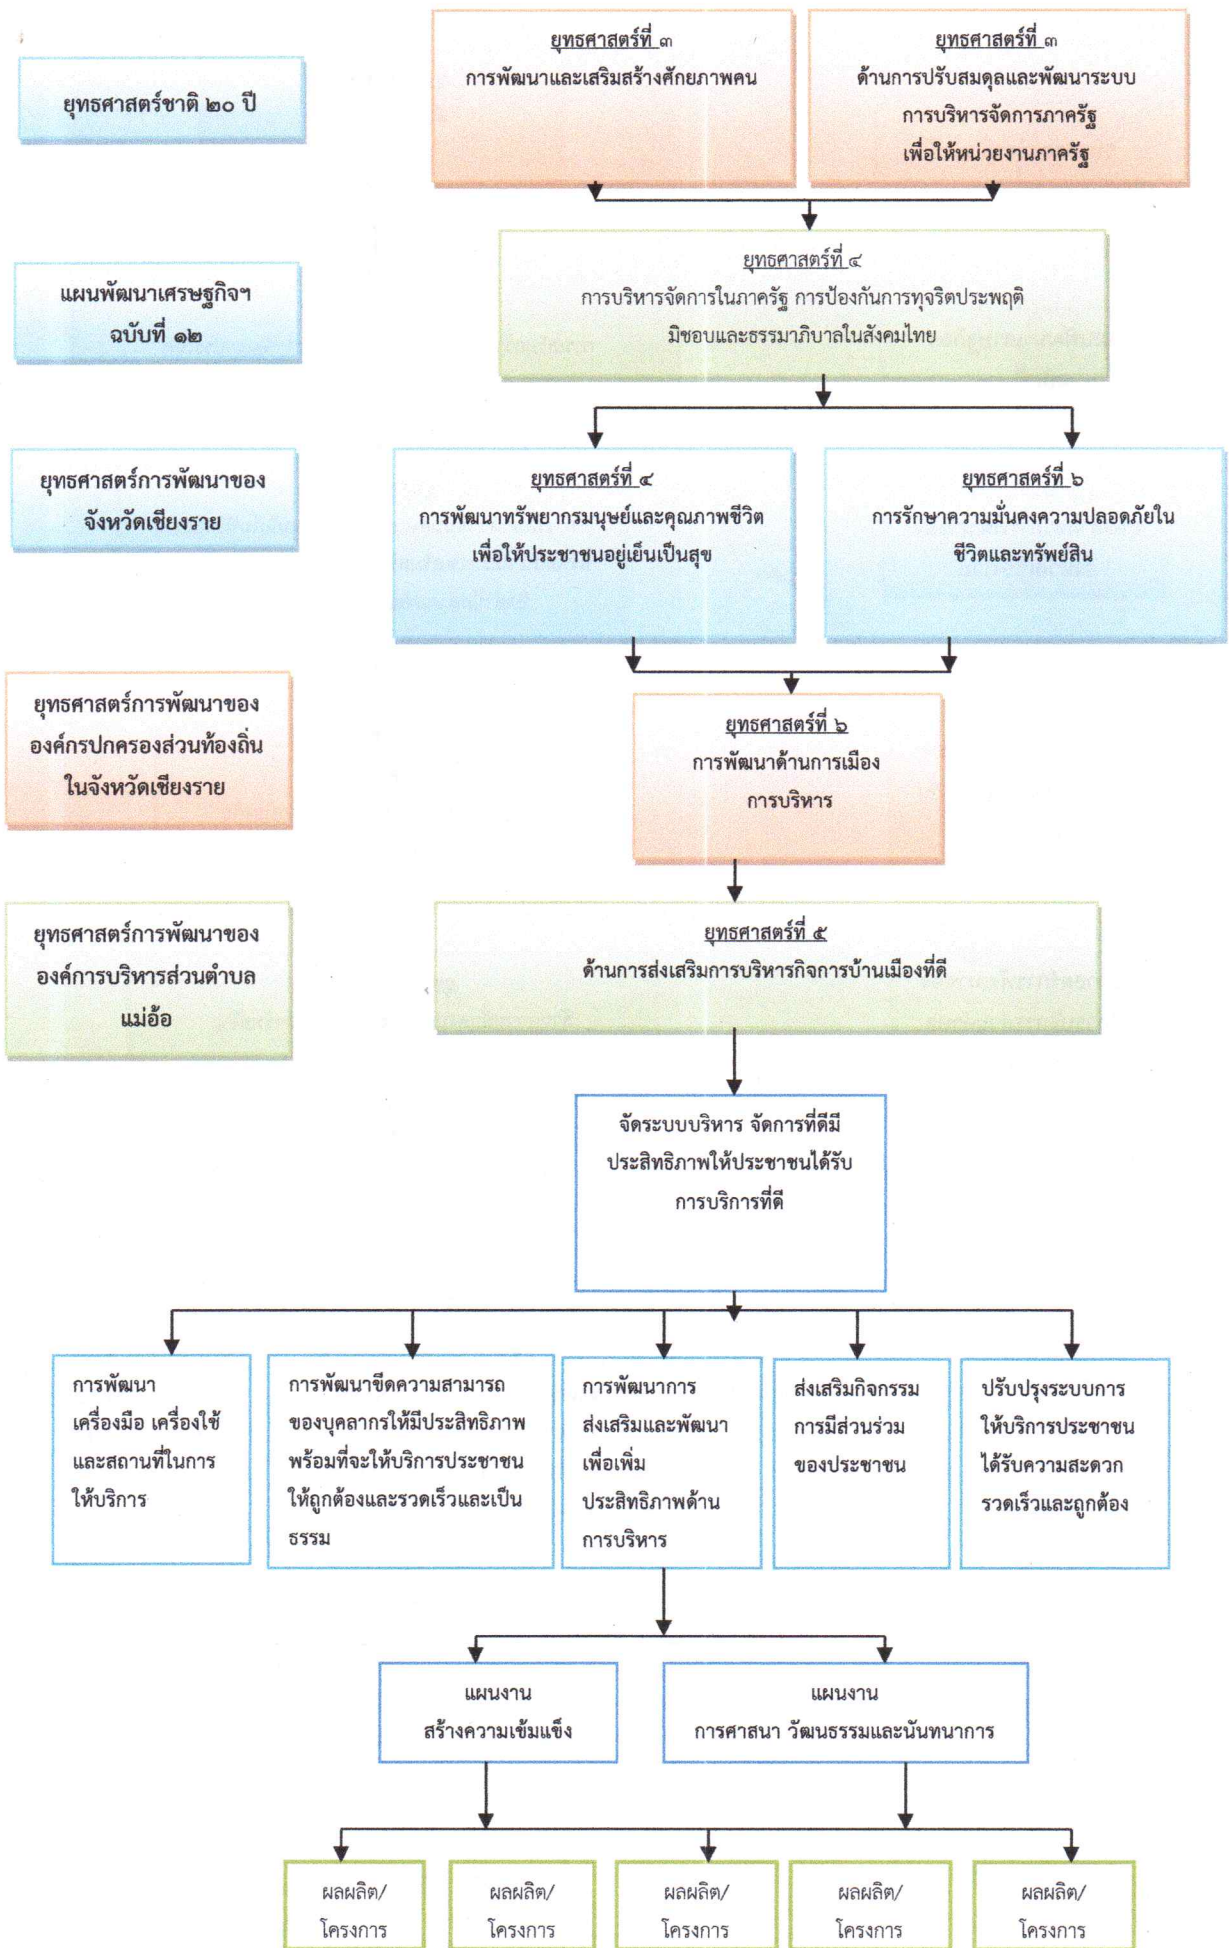 ยุทธศาสตร์ชาติ ๒๐ ปี
ยุทธศาสตร์ที่ ๓
การพัฒนาและเสริมสร้างศักยภาพคน
ยุทธศาสตร์ที่ ๓
ด้านการปรับสมดุลและพัฒนาระบบ
การบริหารจัดการภาครัฐ
เพื่อให้หน่วยงานภาครัฐ
แผนพัฒนาเศรษฐกิจฯ
ฉบับที่ ๑๒
ยุทธศาสตร์ที่ ๔
การบริหารจัดการในภาครัฐ การป้องกันการทุจริตประพฤติ
มิชอบและธรรมาภิบาลในสังคมไทย
ยุทธศาสตร์การพัฒนาของ
จังหวัดเชียงราย
ยุทธศาสตร์ที่ ๔
การพัฒนาทรัพยากรมนุษย์และคุณภาพชีวิต
เพื่อให้ประชาชนอยู่เย็นเป็นสุข
ยุทธศาสตร์ที่ ๖
การรักษาความมั่นคงความปลอดภัยใน
ชีวิตและทรัพย์สิน
ยุทธศาสตร์การพัฒนาของ
องค์กรปกครองส่วนท้องถิ่น
ในจังหวัดเชียงราย
ยุทธศาสตร์ที่ ๖
การพัฒนาด้านการเมือง
การบริหาร
ยุทธศาสตร์การพัฒนาของ
องค์การบริหารส่วนตำบล
แม่อ้อ
ยุทธศาสตร์ที่ ๕
ด้านการส่งเสริมการบริหารกิจการบ้านเมืองที่ดี
จัดระบบบริหาร จัดการที่ดีมี
ประสิทธิภาพให้ประชาชนได้รับ
การบริการที่ดี
การพัฒนา
เครื่องมือ เครื่องใช้
และสถานที่ในการ
ให้บริการ
การพัฒนาขีดความสามารถ
ของบุคลากรให้มีประสิทธิภาพ
พร้อมที่จะให้บริการประชาชน
ให้ถูกต้องและรวดเร็วและเป็น
ธรรม
การพัฒนาการ
ส่งเสริมและพัฒนา
เพื่อเพิ่ม
ประสิทธิภาพด้าน
การบริหาร
ส่งเสริมกิจกรรม
การมีส่วนร่วม
ของประชาชน
ปรับปรุงระบบการ
ให้บริการประชาชน
ได้รับความสะดวก
รวดเร็วและถูกต้อง
แผนงาน
สร้างความเข้มแข็ง
แผนงาน
การศาสนา วัฒนธรรมและนันทนาการ
ผลผลิต/
โครงการ
ผลผลิต/
โครงการ
ผลผลิต/
โครงการ
ผลผลิต/
โครงการ
ผลผลิต/
โครงการ